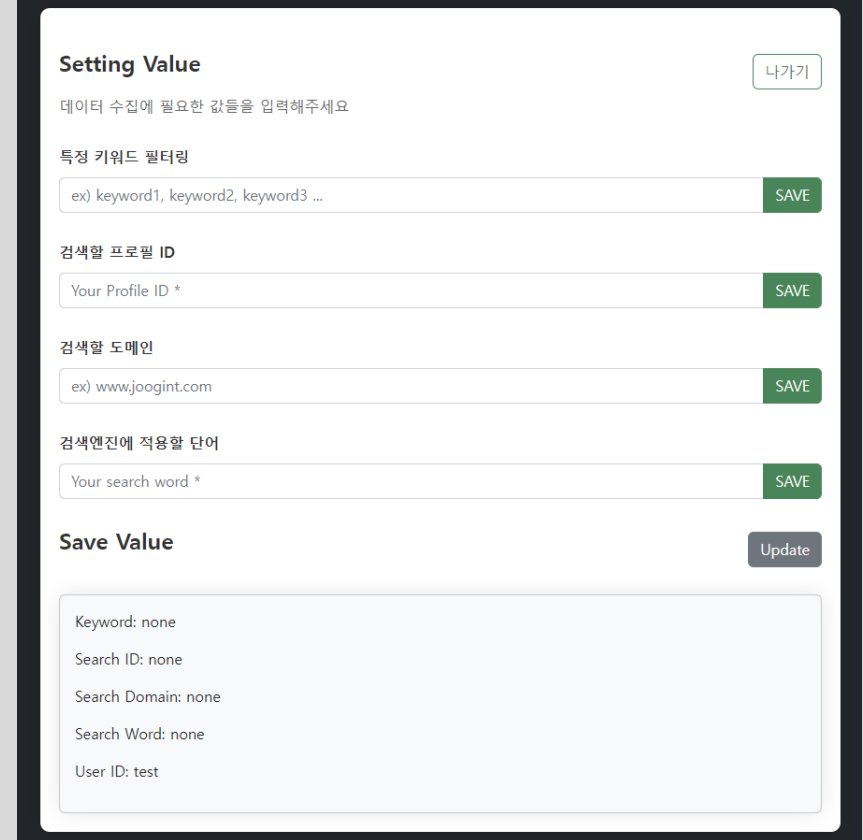 Setting Value
나가기
데이터 수집에 필요한 값들을 입력해주세요
특정 키워드 필터링
ex) keyword1, keyword2, keyword3 ...
SAVE
검색할 프로필 ID
Your Profile ID *
SAVE
검색할 도메인
ex) www.joogint.com
SAVE
검색엔진에 적용할 단어
Your search word *
SAVE
Save Value
Update
Keyword: none
Search ID: none
Search Domain: none
Search Word: none
User ID: test